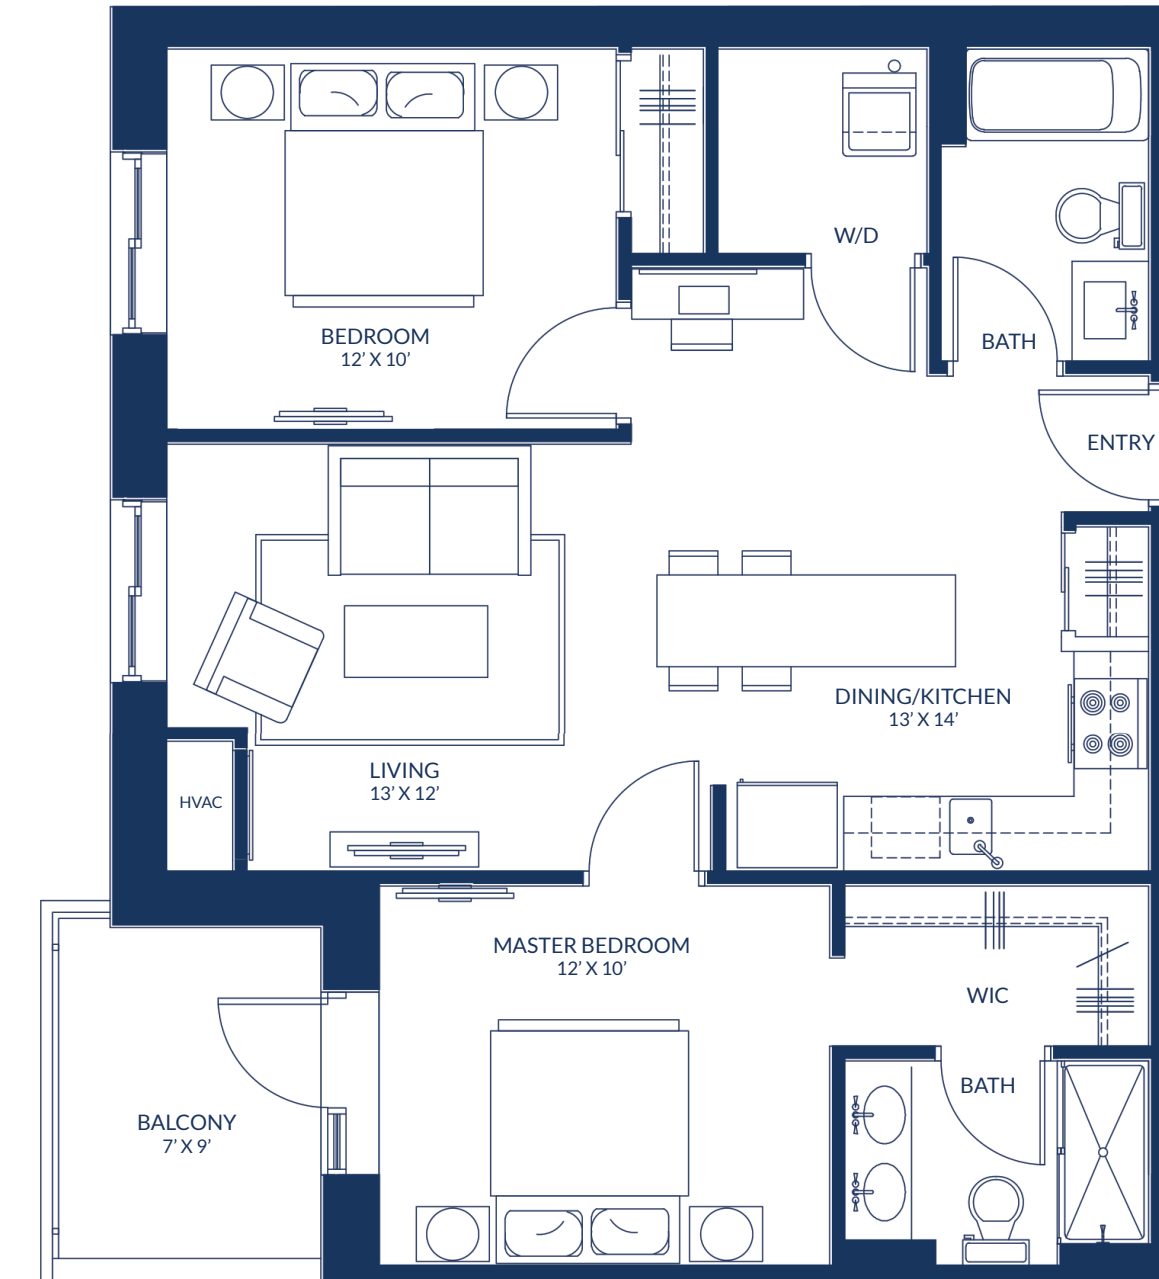 W/D
BEDROOM
12’ X 10’
BATH
ENTRY
DINING/KITCHEN
13’ X 14’
LIVING
13’ X 12’
HVAC
MASTER BEDROOM
12’ X 10’
WIC
BATH
BALCONY
7’ X 9’